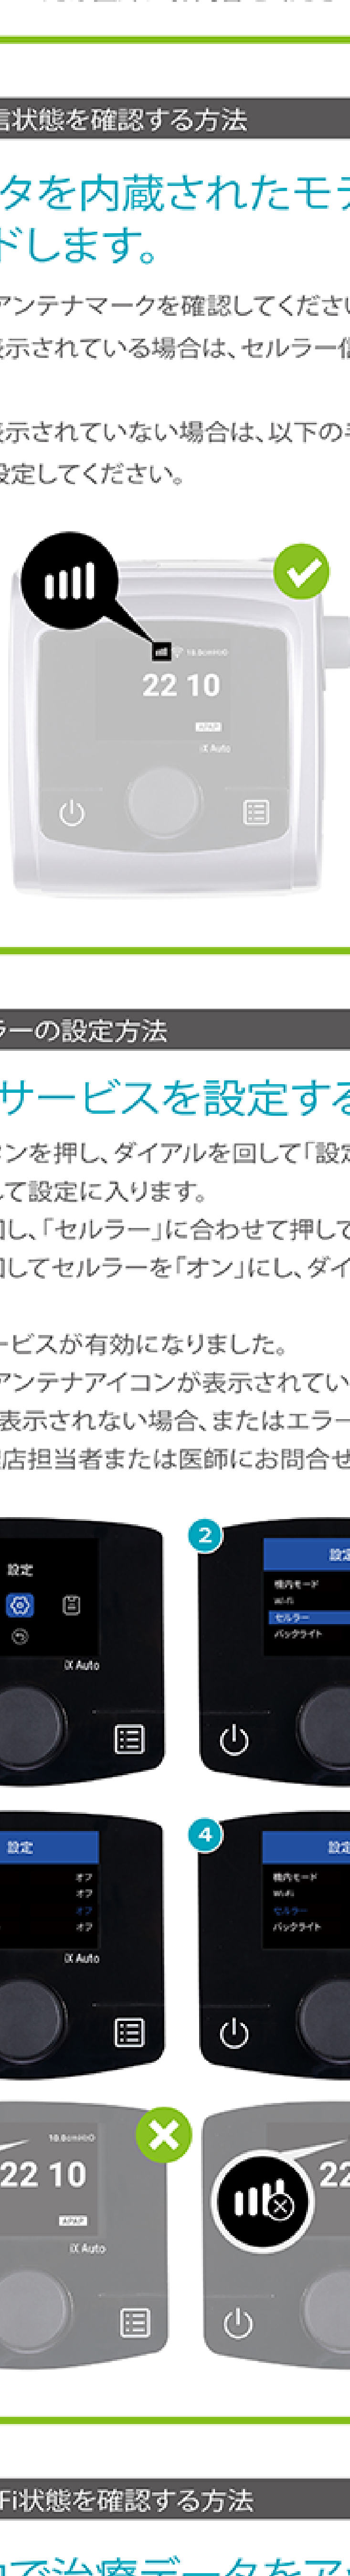 信状態を確認する方法
タを内蔵されたモデ
ドします。
アンテナマークを確認してください
表示されている場合は、セルラー信
表示されていない場合は、以下の手
設定してください。
10.0cmH2O
22 10
APAP
iX Auto
ラーの設定方法
サービスを設定する
タンを押し、ダイアルを回して「設定
して設定に入ります。
回し、「セルラー」に合わせて押して
回してセルラーを「オン」にし、ダイ
ービスが有効になりました。
アンテナアイコンが表示されてい
表示されない場合、またはエラー
店担当者または医師にお問合せ
設定
iX Auto
2
設定
機内モード
Wi-Fi
セルラー
バックライト
設定
オフ
オフ
オフ
オフ
iX Auto
4
設定
機内モード
Wi-Fi
セルラー
バックライト
10.0cmH2O
22 10
APAP
iX Auto
22
Fi状態を確認する方法
で治療データをア